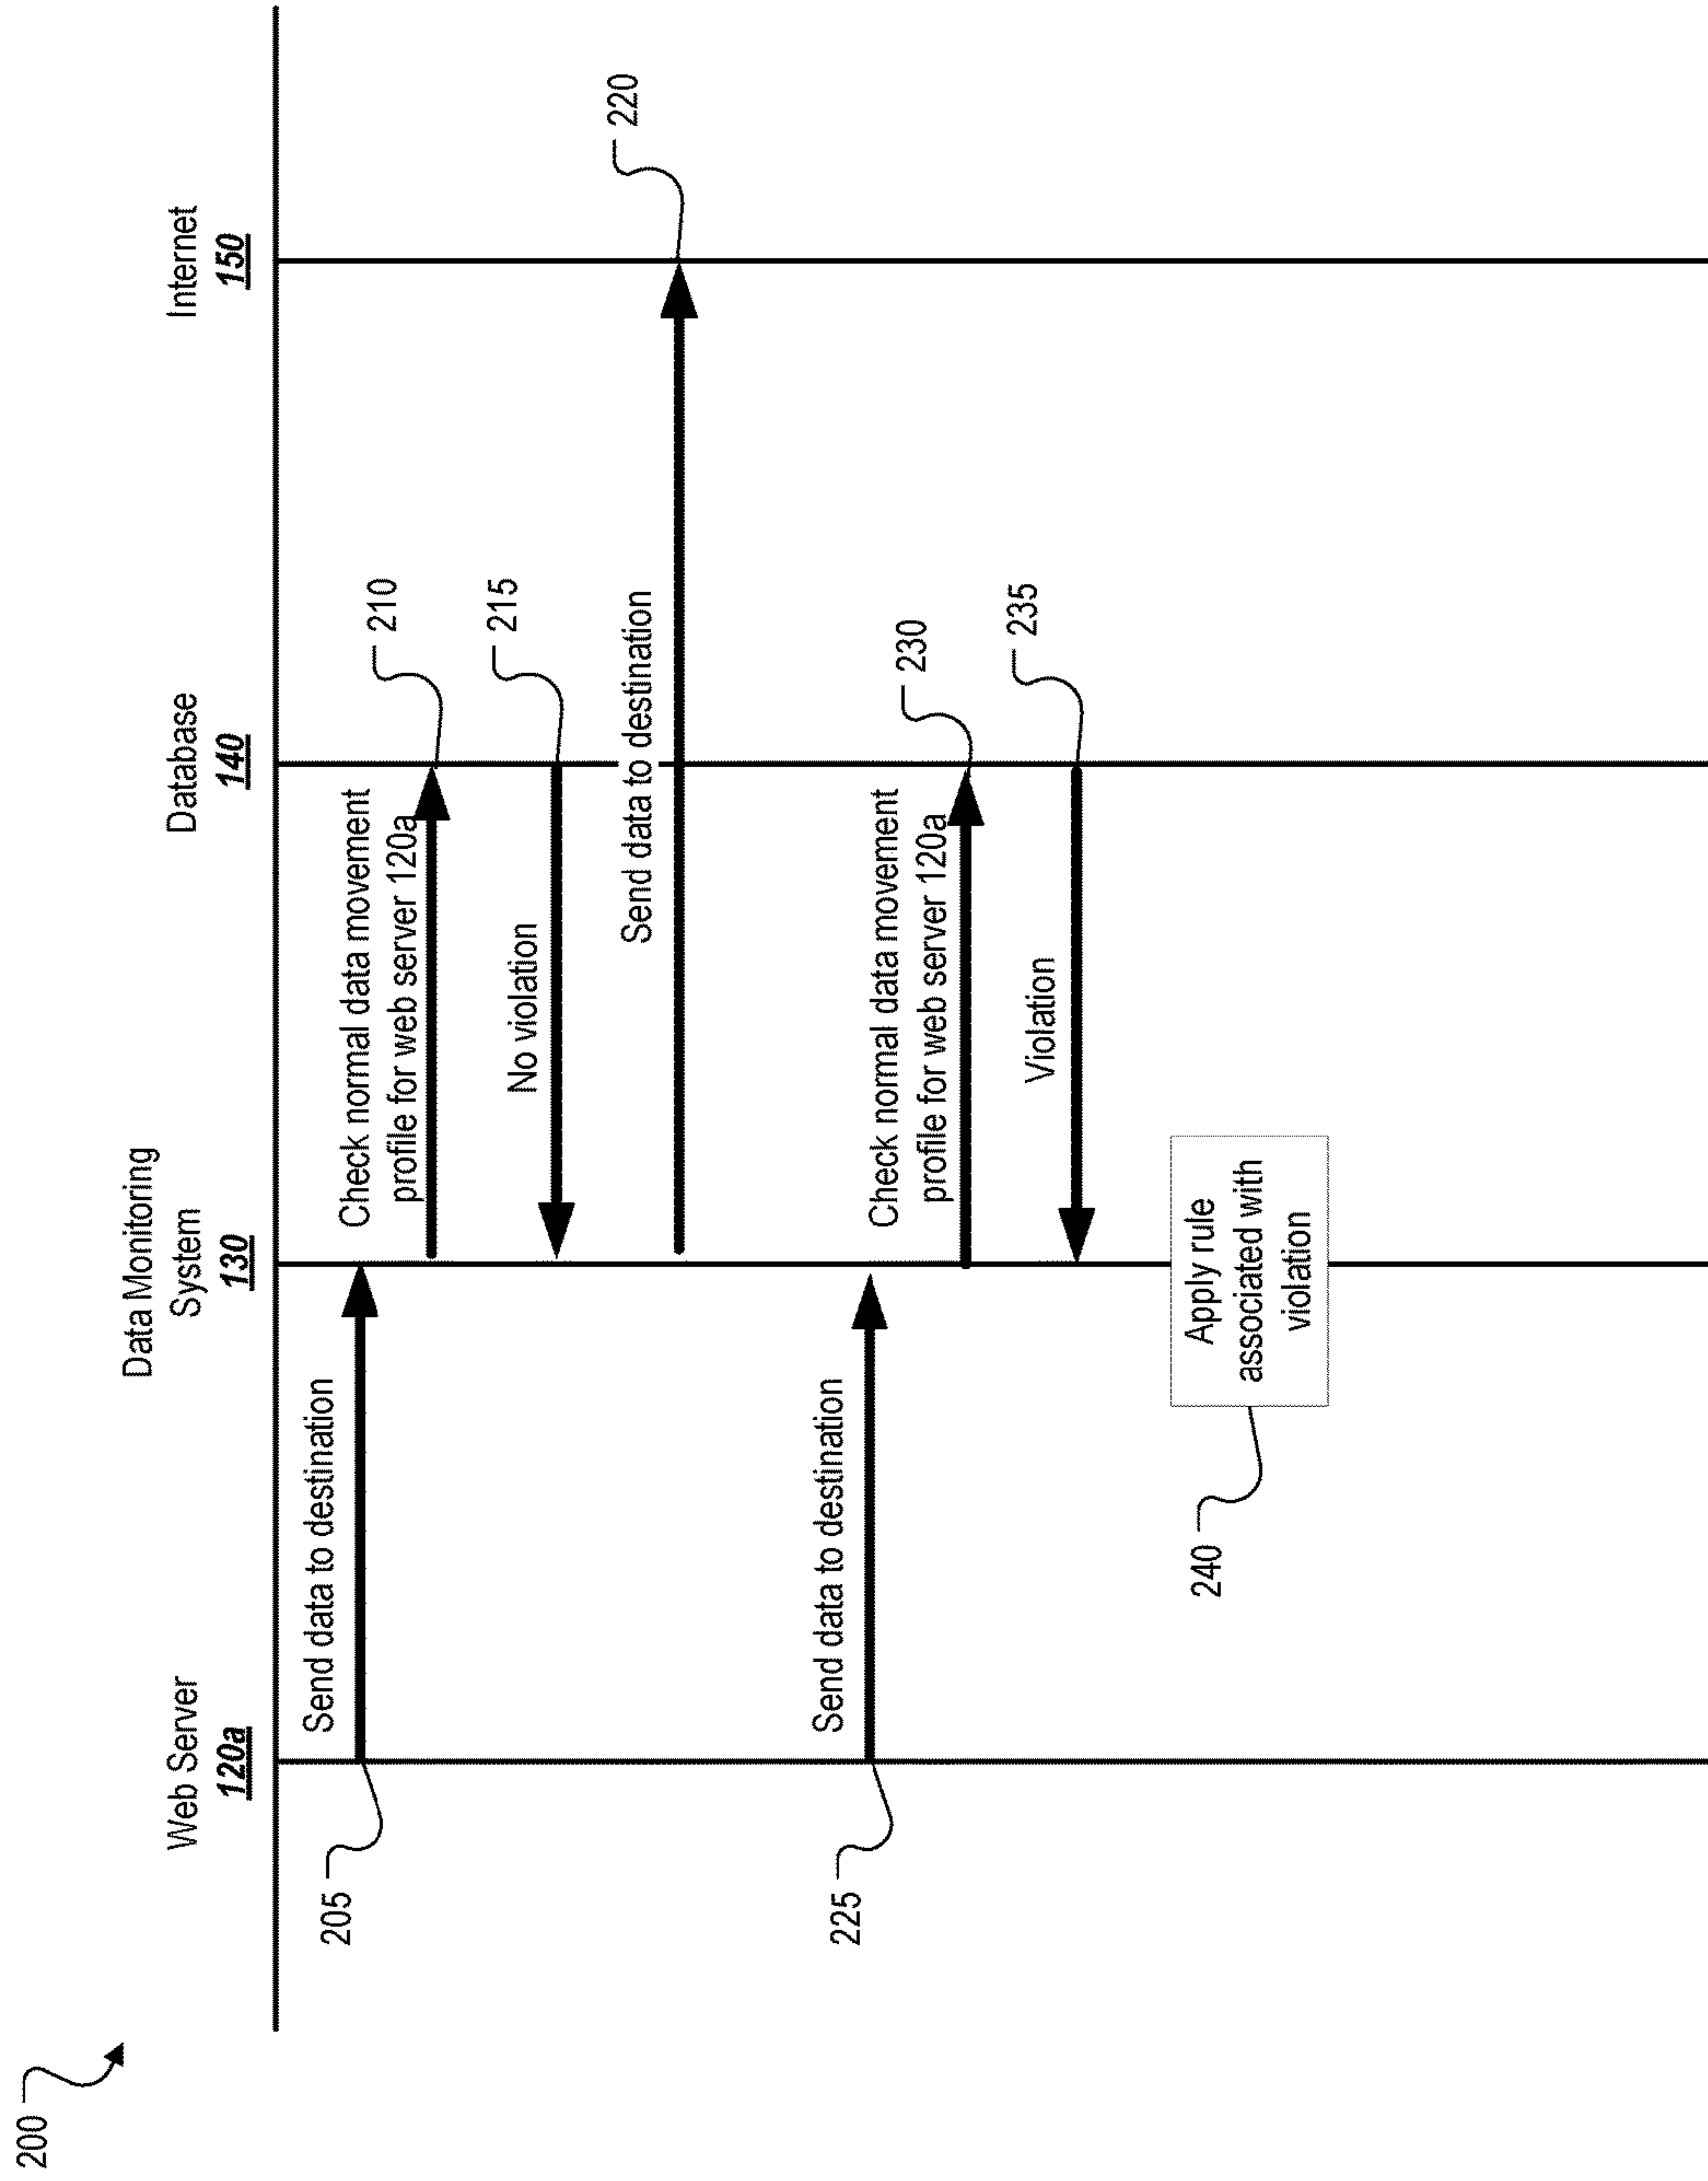 200
Web Server
120a
Data Monitoring
System
130
Database
140
Internet
150
205
Send data to destination
Check normal data movement
profile for web server 120a
210
No violation
215
Send data to destination
220
225
Send data to destination
Check normal data movement
profile for web server 120a
230
Violation
235
240
Apply rule
associated with
violation